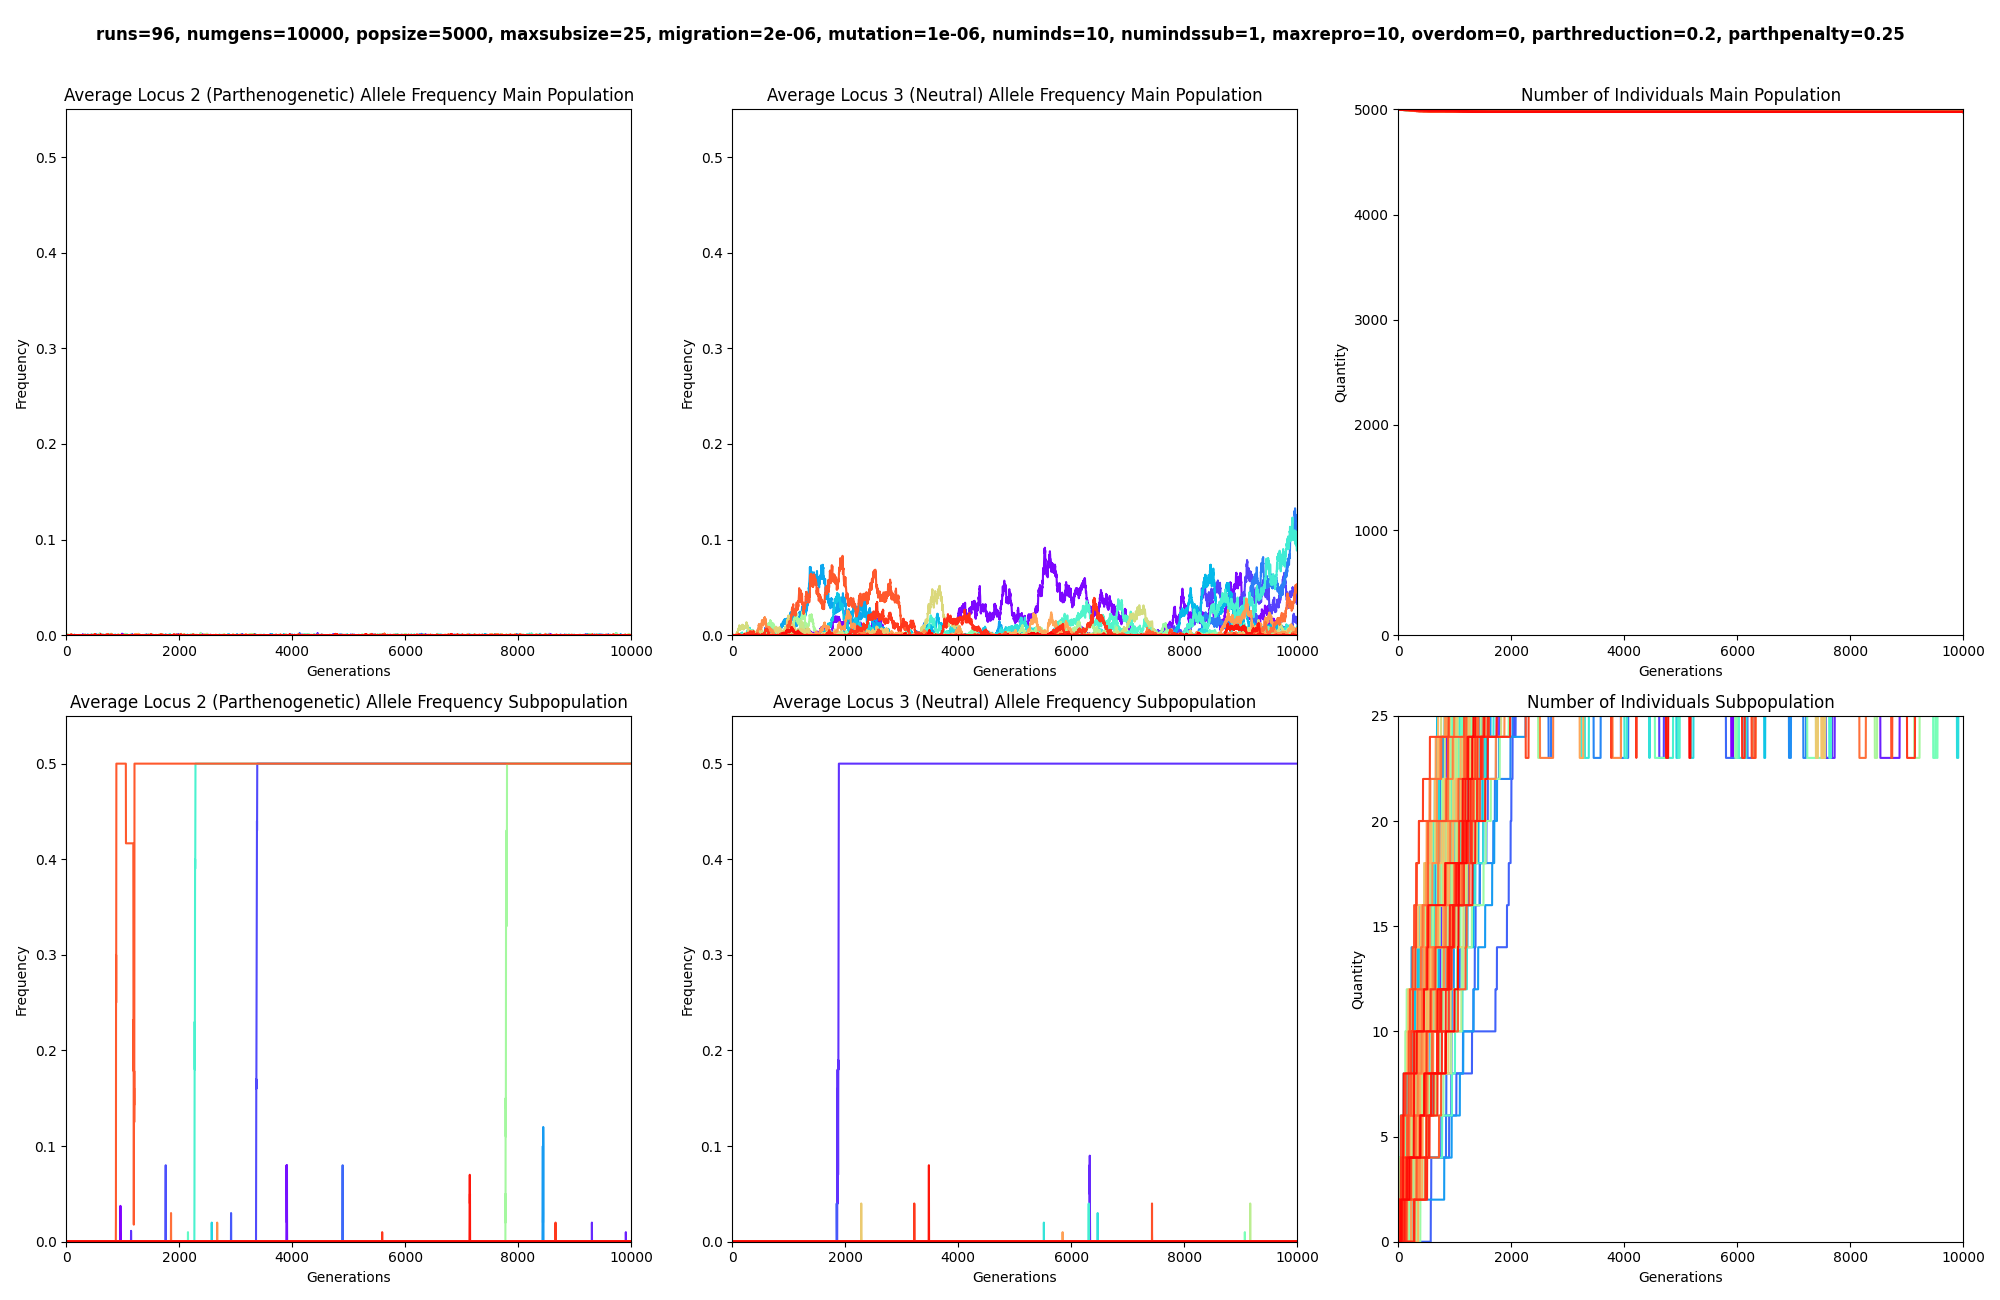 runs=96, numgens=10000, popsize=5000, maxsubsize=25, migration=2e-06, mutation=1e-06, numinds=10, numindssub=1, maxrepro=10, overdom=0, parthreduction=0.2, parthpenalty=0.25
Average Locus 2 (Parthenogenetic) Allele Frequency Main Population
0.5
0.4
0.3
0.2
0.1
0.0
Frequency
0 2000 4000 6000 8000 10000
Generations
Average Locus 3 (Neutral) Allele Frequency Main Population
0.5
0.4
0.3
0.2
0.1
0.0
Frequency
0 2000 4000 6000 8000 10000
Generations
Number of Individuals Main Population
5000
4000
3000
2000
1000
0
Quantity
0 2000 4000 6000 8000 10000
Generations
Average Locus 2 (Parthenogenetic) Allele Frequency Subpopulation
0.5
0.4
0.3
0.2
0.1
0.0
Frequency
0 2000 4000 6000 8000 10000
Generations
Average Locus 3 (Neutral) Allele Frequency Subpopulation
0.5
0.4
0.3
0.2
0.1
0.0
Frequency
0 2000 4000 6000 8000 10000
Generations
Number of Individuals Subpopulation
25
20
15
10
5
0
Quantity
0 2000 4000 6000 8000 10000
Generations